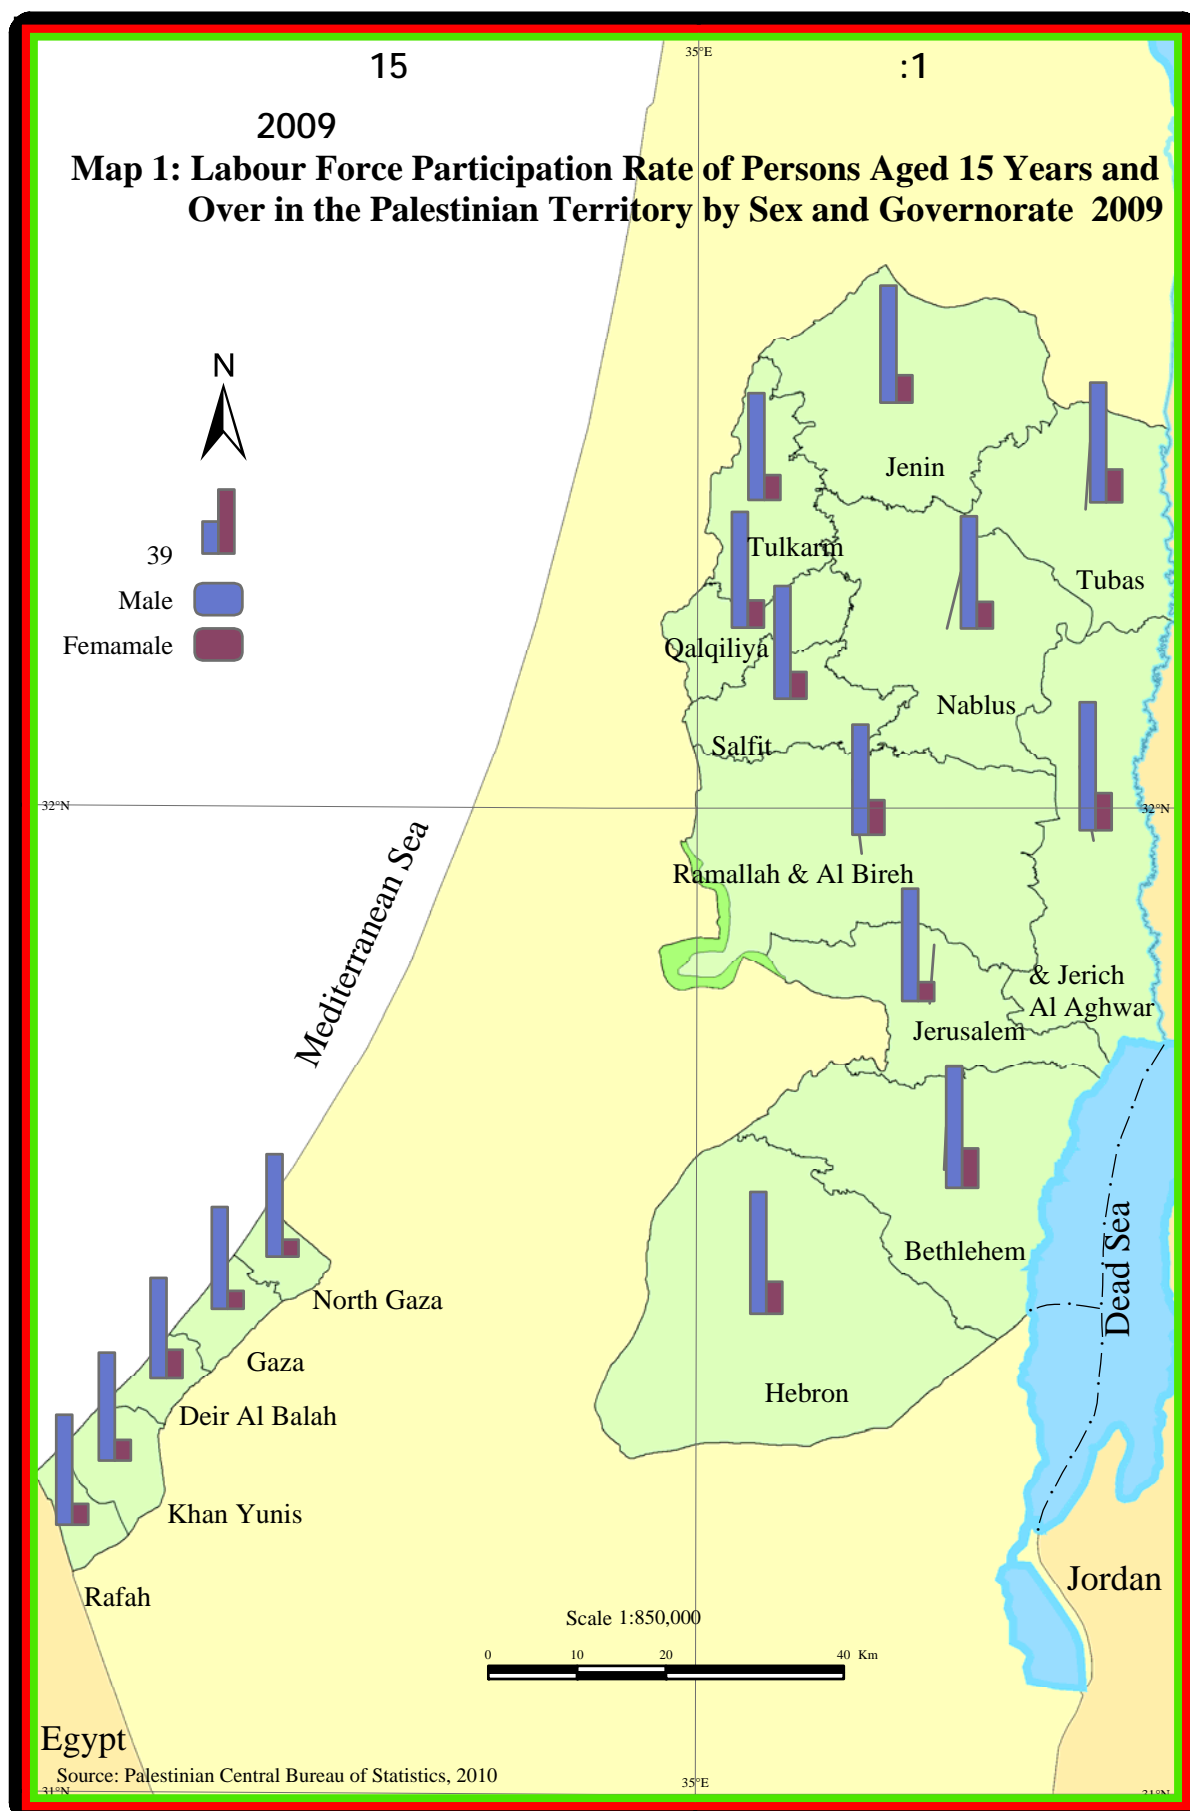 15 :1
2009
Map 1: Labour Force Participation Rate of Persons Aged 15 Years and
Over in the Palestinian Territory by Sex and Governorate 2009
35°E
N
39
Male
Femamale
Jenin
Tulkarm
Tubas
Qalqiliya
Nablus
Salfit
32°N
32°N
Mediterranean Sea
Ramallah & Al Bireh
& Jerich
Al Aghwar
Jerusalem
Bethlehem
Dead Sea
North Gaza
Gaza
Hebron
Deir Al Balah
Khan Yunis
Rafah
Jordan
Scale 1:850,000
0 10 20 40 Km
Egypt
Source: Palestinian Central Bureau of Statistics, 2010
35°E
31°N
31°N